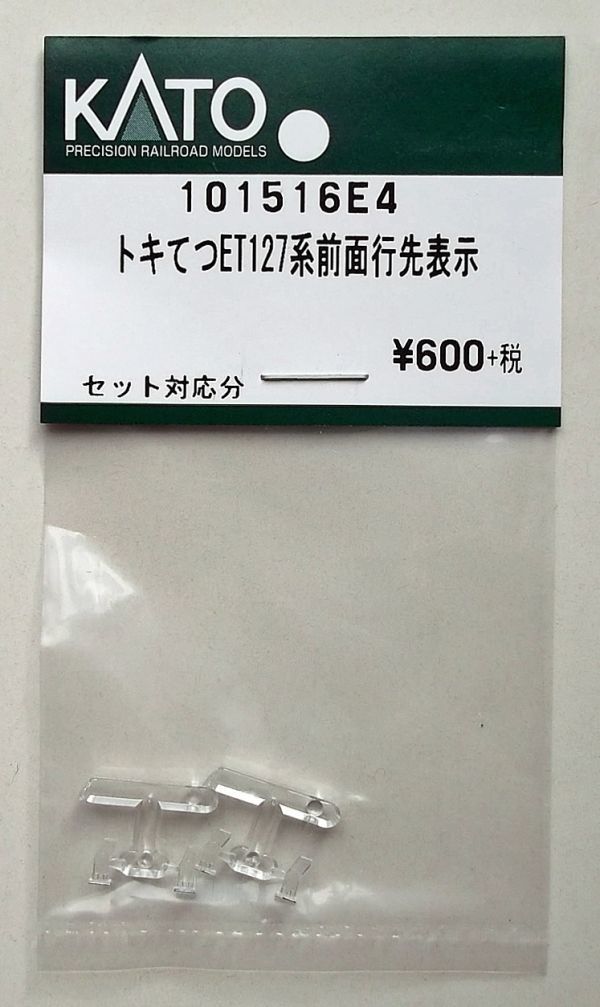 KATO
PRECISION RAILROAD MODELS
101516E4
トキてつET127系前面行先表示
¥600+税
セット対応分